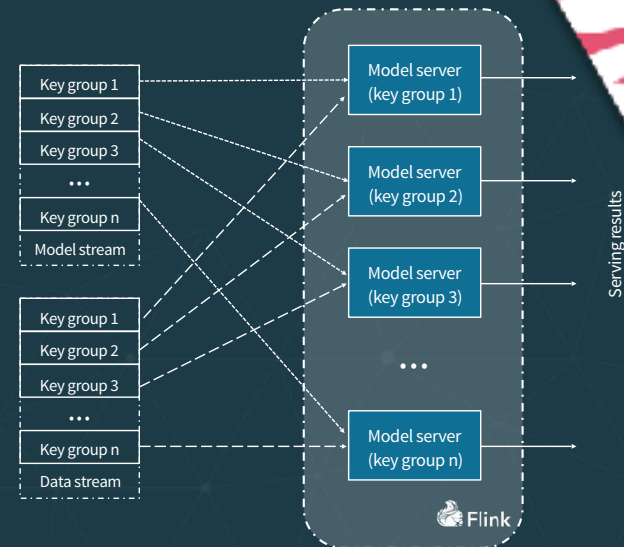 Key group 1
Key group 2
Key group 3
...
Key group n
Model stream
Key group 1
Key group 2
Key group 3
...
Key group n
Data stream
Model server
(key group 1)
Model server
(key group 2)
Model server
(key group 3)
...
Model server
(key group n)
Flink
Serving results